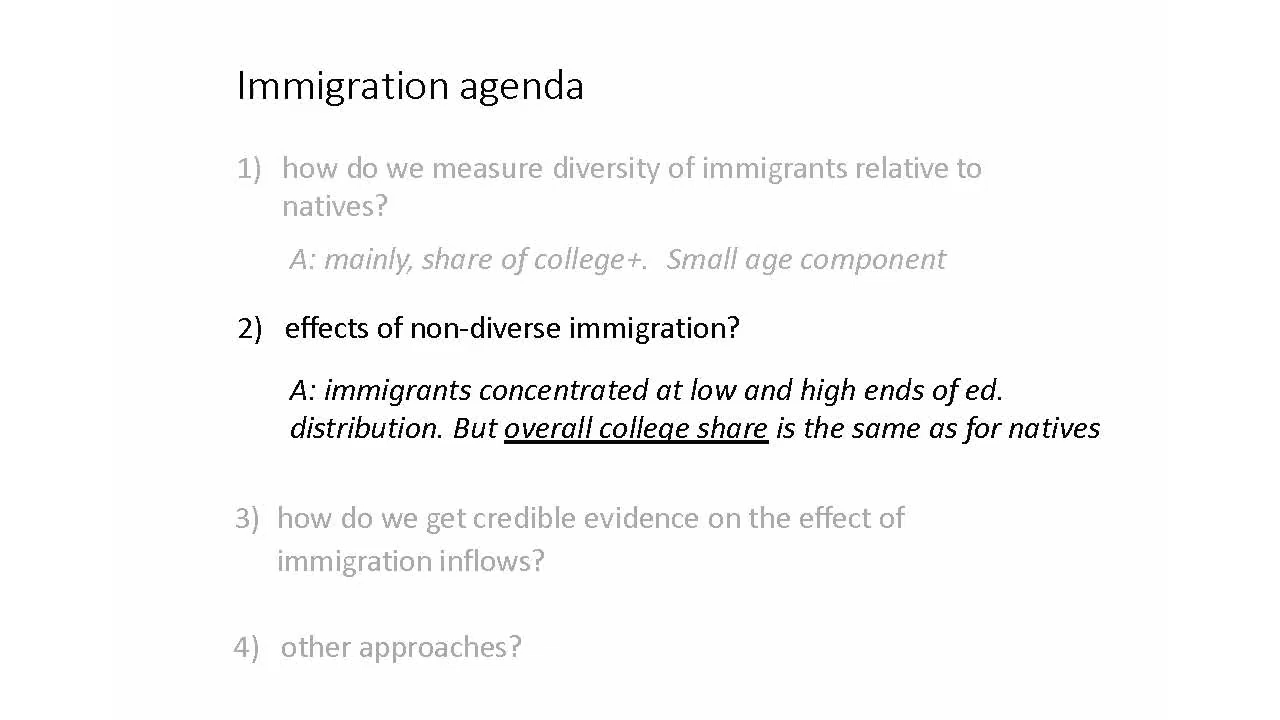 Immigration agenda
1) how do we measure diversity of immigrants relative to
natives?
A: mainly, share of college+. Small age component
2) effects of non-diverse immigration?
A: immigrants concentrated at low and high ends of ed.
distribution. But overall college share is the same as for natives
3) how do we get credible evidence on the effect of
immigration inflows?
4) other approaches?